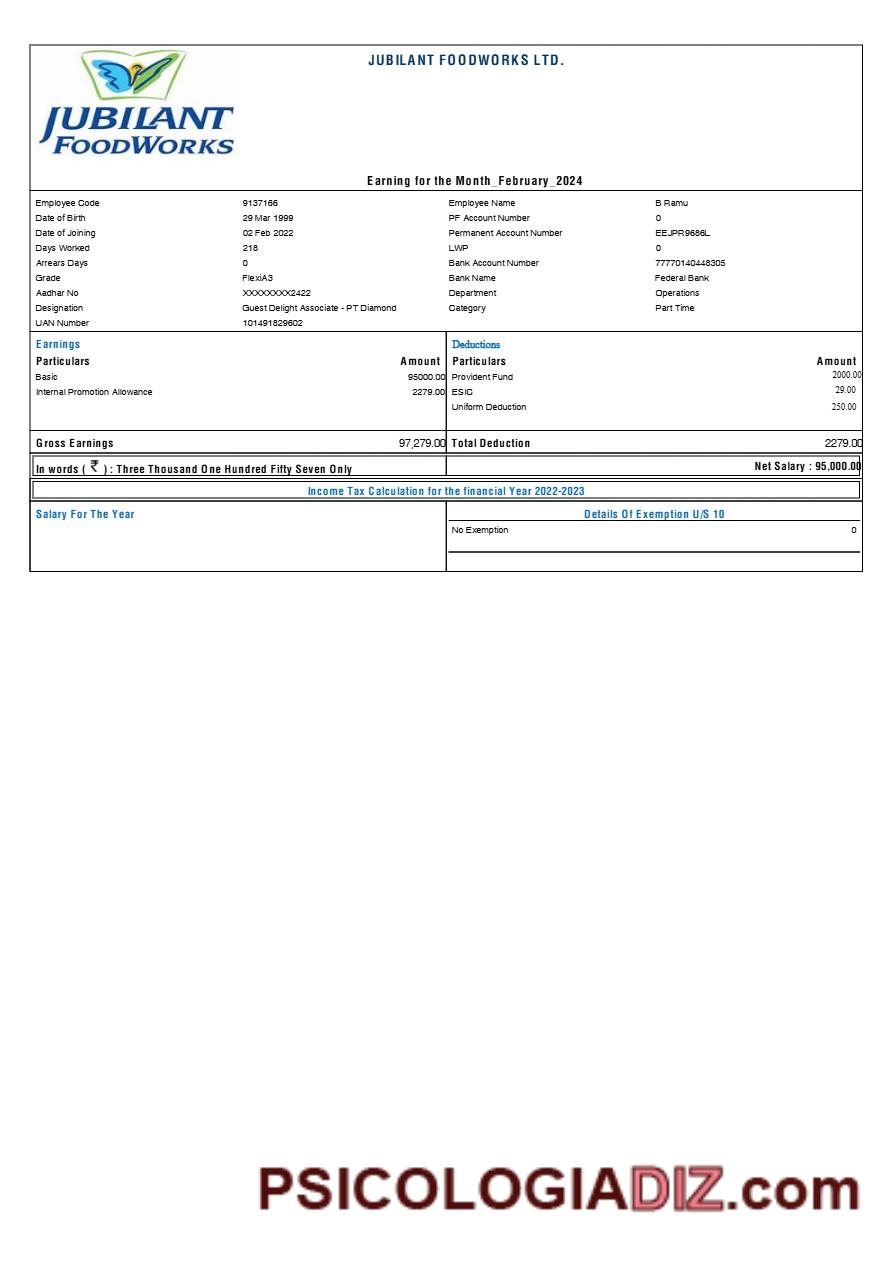 JUBILANT FOODWORKS LTD.
JUBILANT
FOODWORKS
Earning for the Month_February_2024
Employee Code 9137166 Employee Name B Ramu
Date of Birth 29 Mar 1999 PF Account Number 0
Date of Joining 02 Feb 2022 Permanent Account Number EEJPR9686L
Days Worked 218 LWP 0
Arrears Days 0 Bank Account Number 77770140448305
Grade FlexiA3 Bank Name Federal Bank
Aadhar No XXXXXXXX2422 Department Operations
Designation Guest Delight Associate - PT Diamond Category Part Time
UAN Number 101491829602
Earnings Deductions
Particulars Amount Particulars Amount
Basic 95000.00 Provident Fund 2000.00
Internal Promotion Allowance 2279.00 ESIC 29.00
Uniform Deduction 250.00
Gross Earnings 97,279.00 Total Deduction 2279.00
In words ( ₹ ) : Three Thousand One Hundred Fifty Seven Only Net Salary : 95,000.00
Income Tax Calculation for the financial Year 2022-2023
Salary For The Year Details Of Exemption U/S 10
No Exemption 0
PSICOLOGIADIZ.com